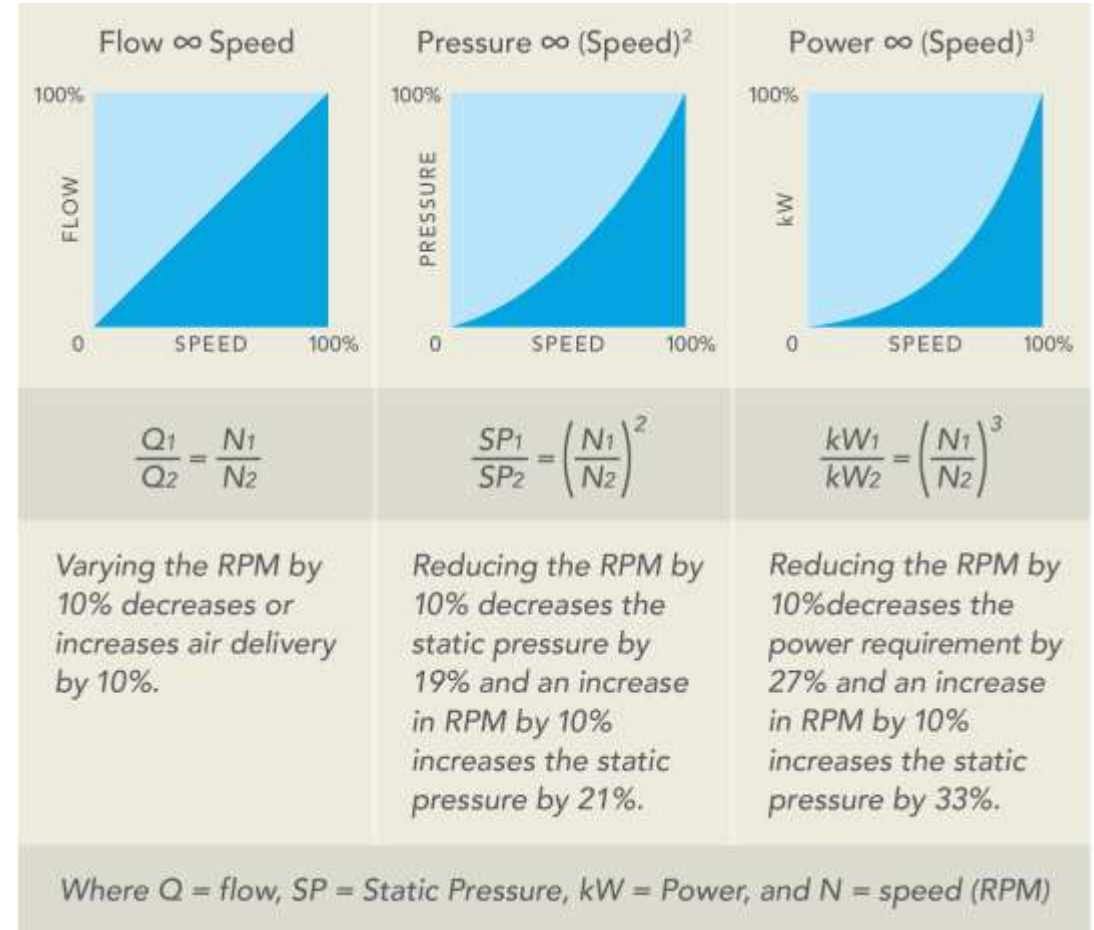 Flow ∞ Speed
100%
FLOW
0 SPEED 100%
Q1/Q2 = N1/N2
Varying the RPM by
10% decreases or
increases air delivery
by 10%.
Pressure ∞ (Speed)²
100%
PRESSURE
0 SPEED 100%
SP1/SP2 = (N1/N2)²
Reducing the RPM by
10% decreases the
static pressure by
19% and an increase
in RPM by 10%
increases the static
pressure by 21%.
Power ∞ (Speed)³
100%
kW
0 SPEED 100%
kW1/kW2 = (N1/N2)³
Reducing the RPM by
10%decreases the
power requirement by
27% and an increase
in RPM by 10%
increases the static
pressure by 33%.
Where Q = flow, SP = Static Pressure, kW = Power, and N = speed (RPM)